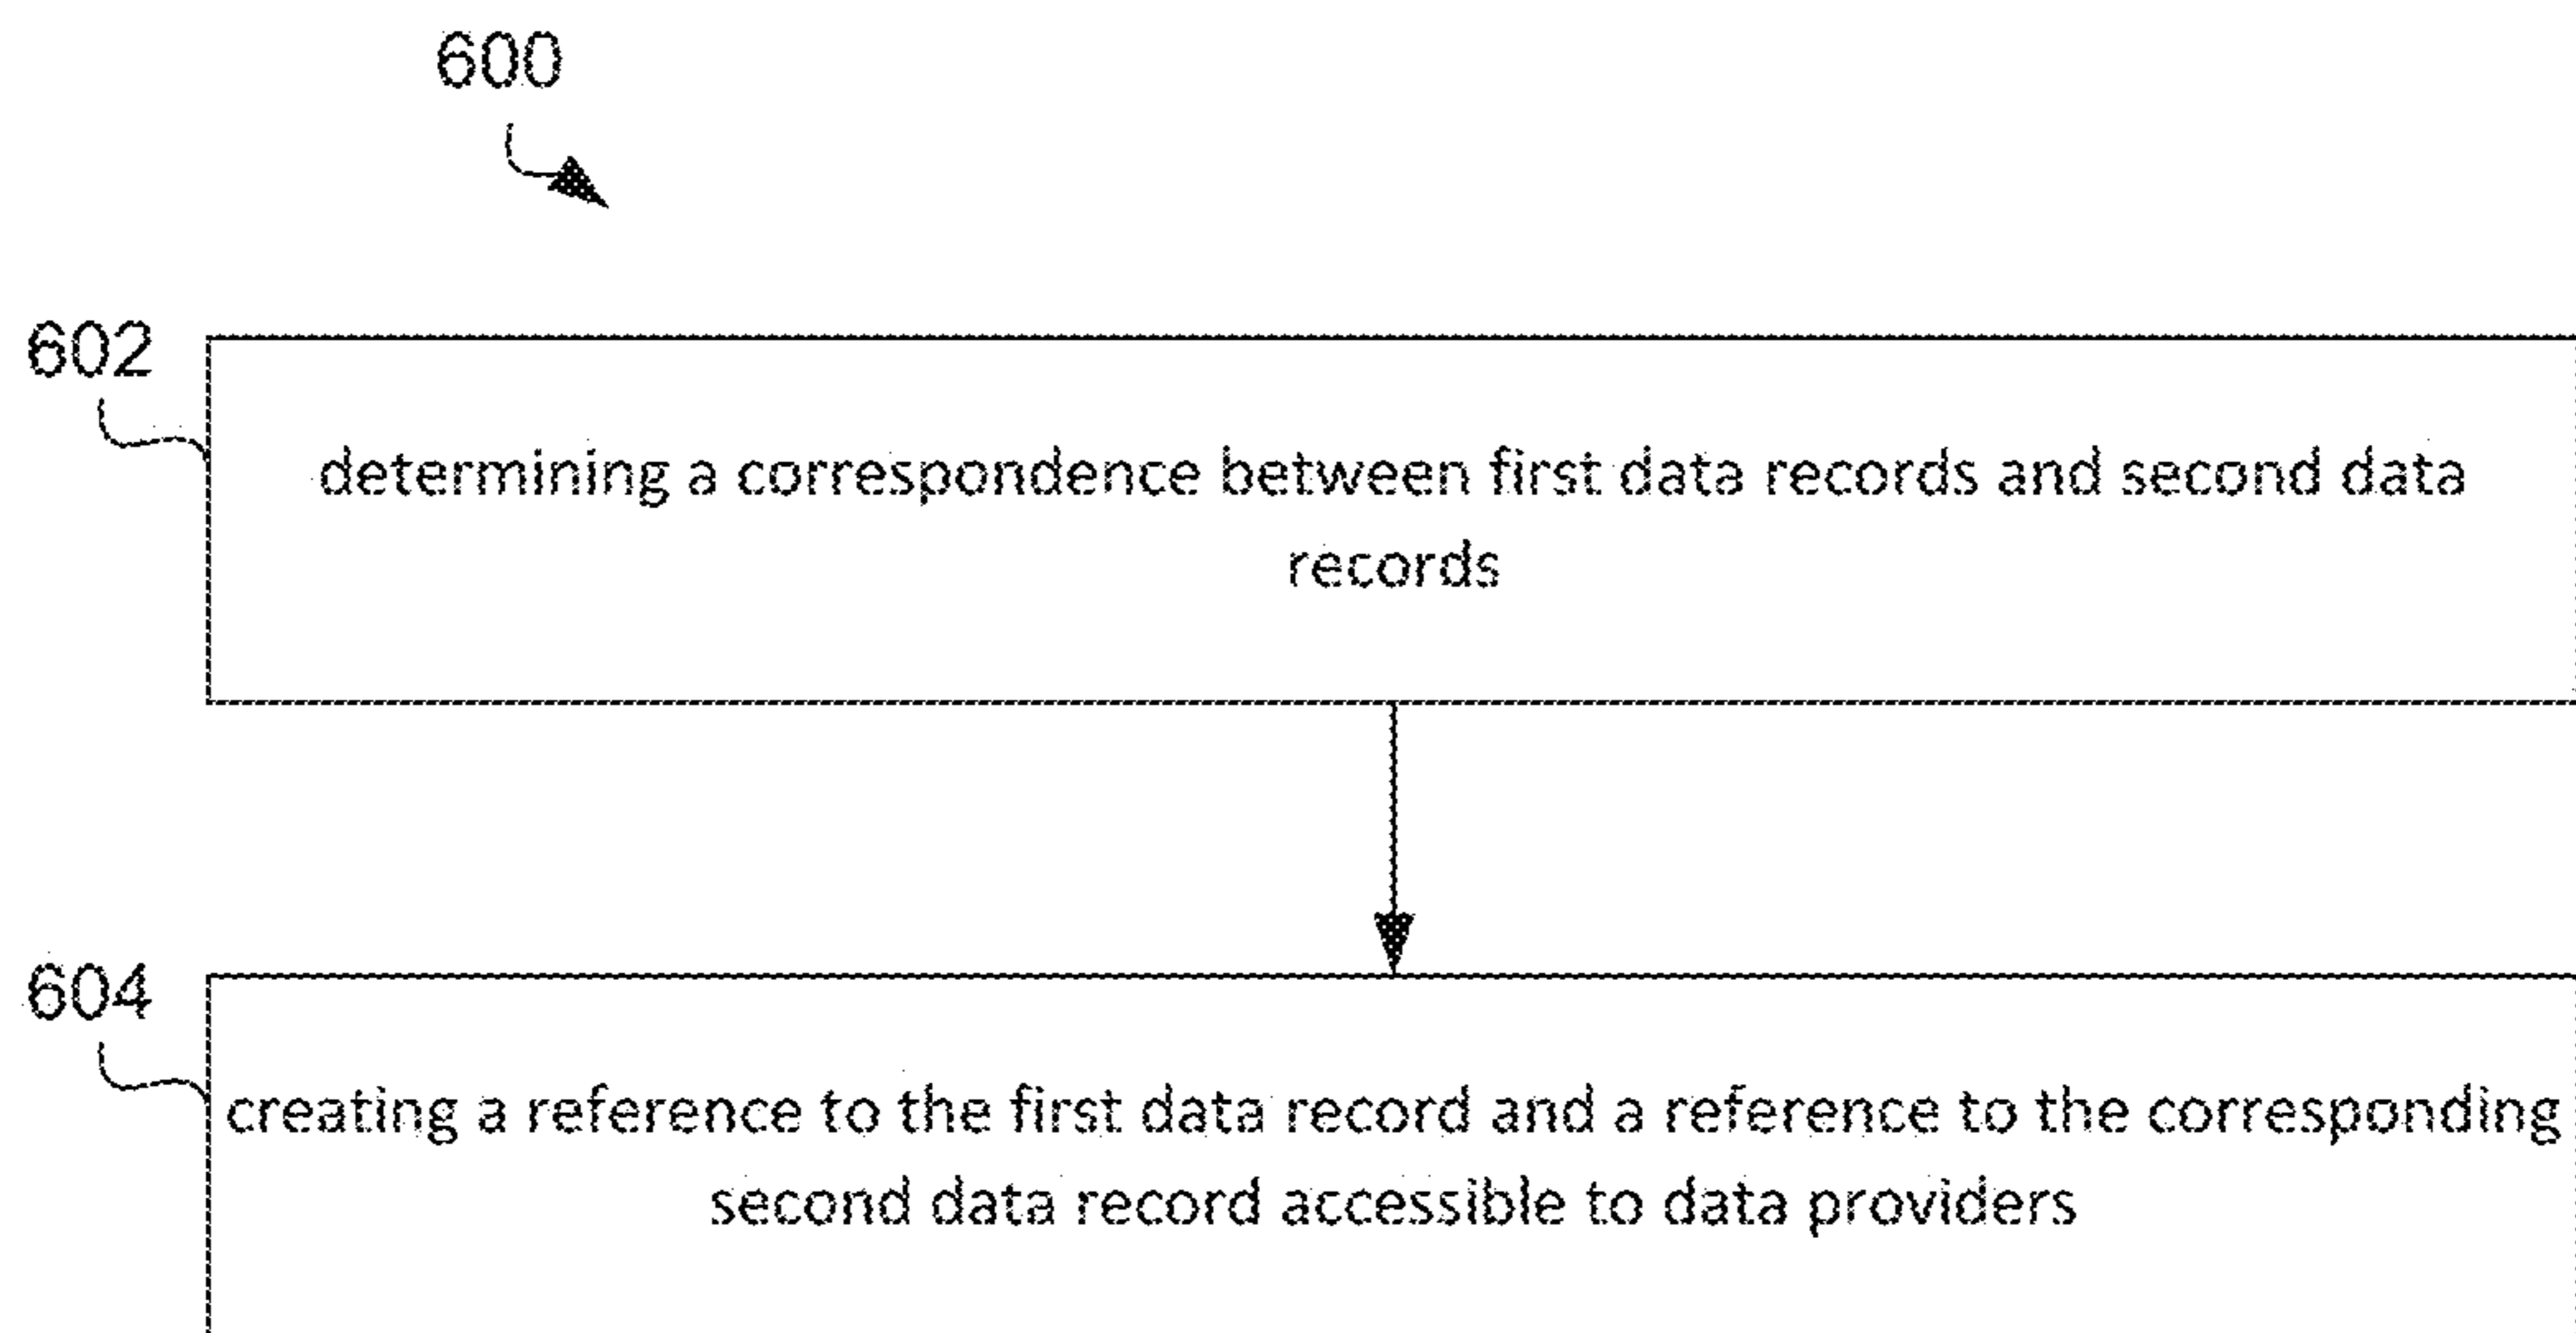 600
602
determining a correspondence between first data records and second data
records
604
creating a reference to the first data record and a reference to the corresponding
second data record accessible to data providers